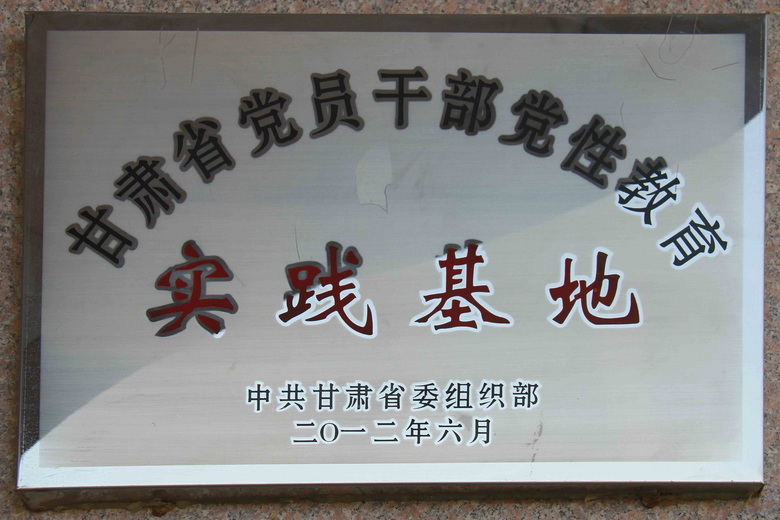 甘肃省党员干部党性教育
实践基地
中共甘肃省委组织部
二〇一二年六月